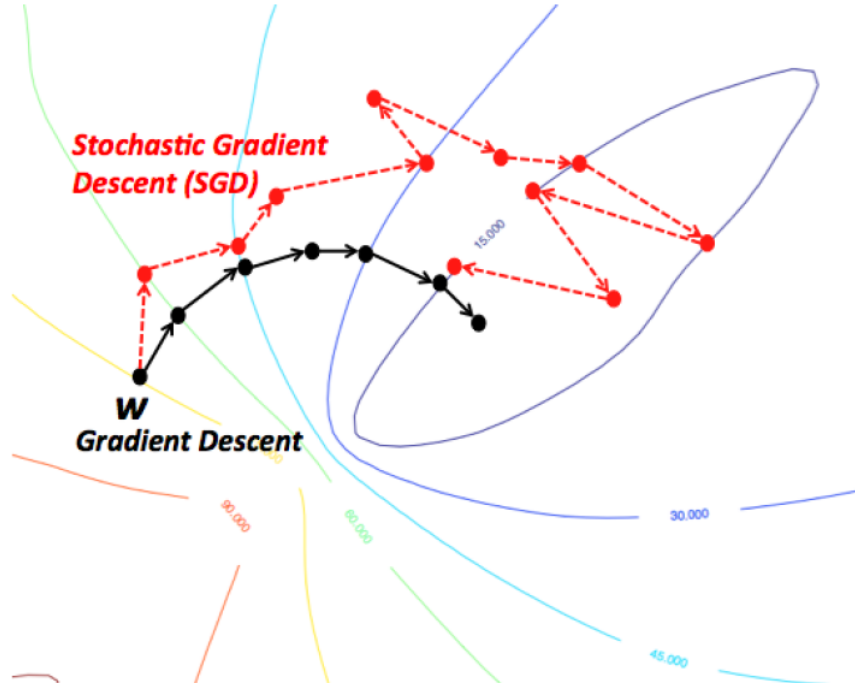 Stochastic Gradient
Descent (SGD)
15.000
W
Gradient Descent
90.000
60.000
30.000
45.000